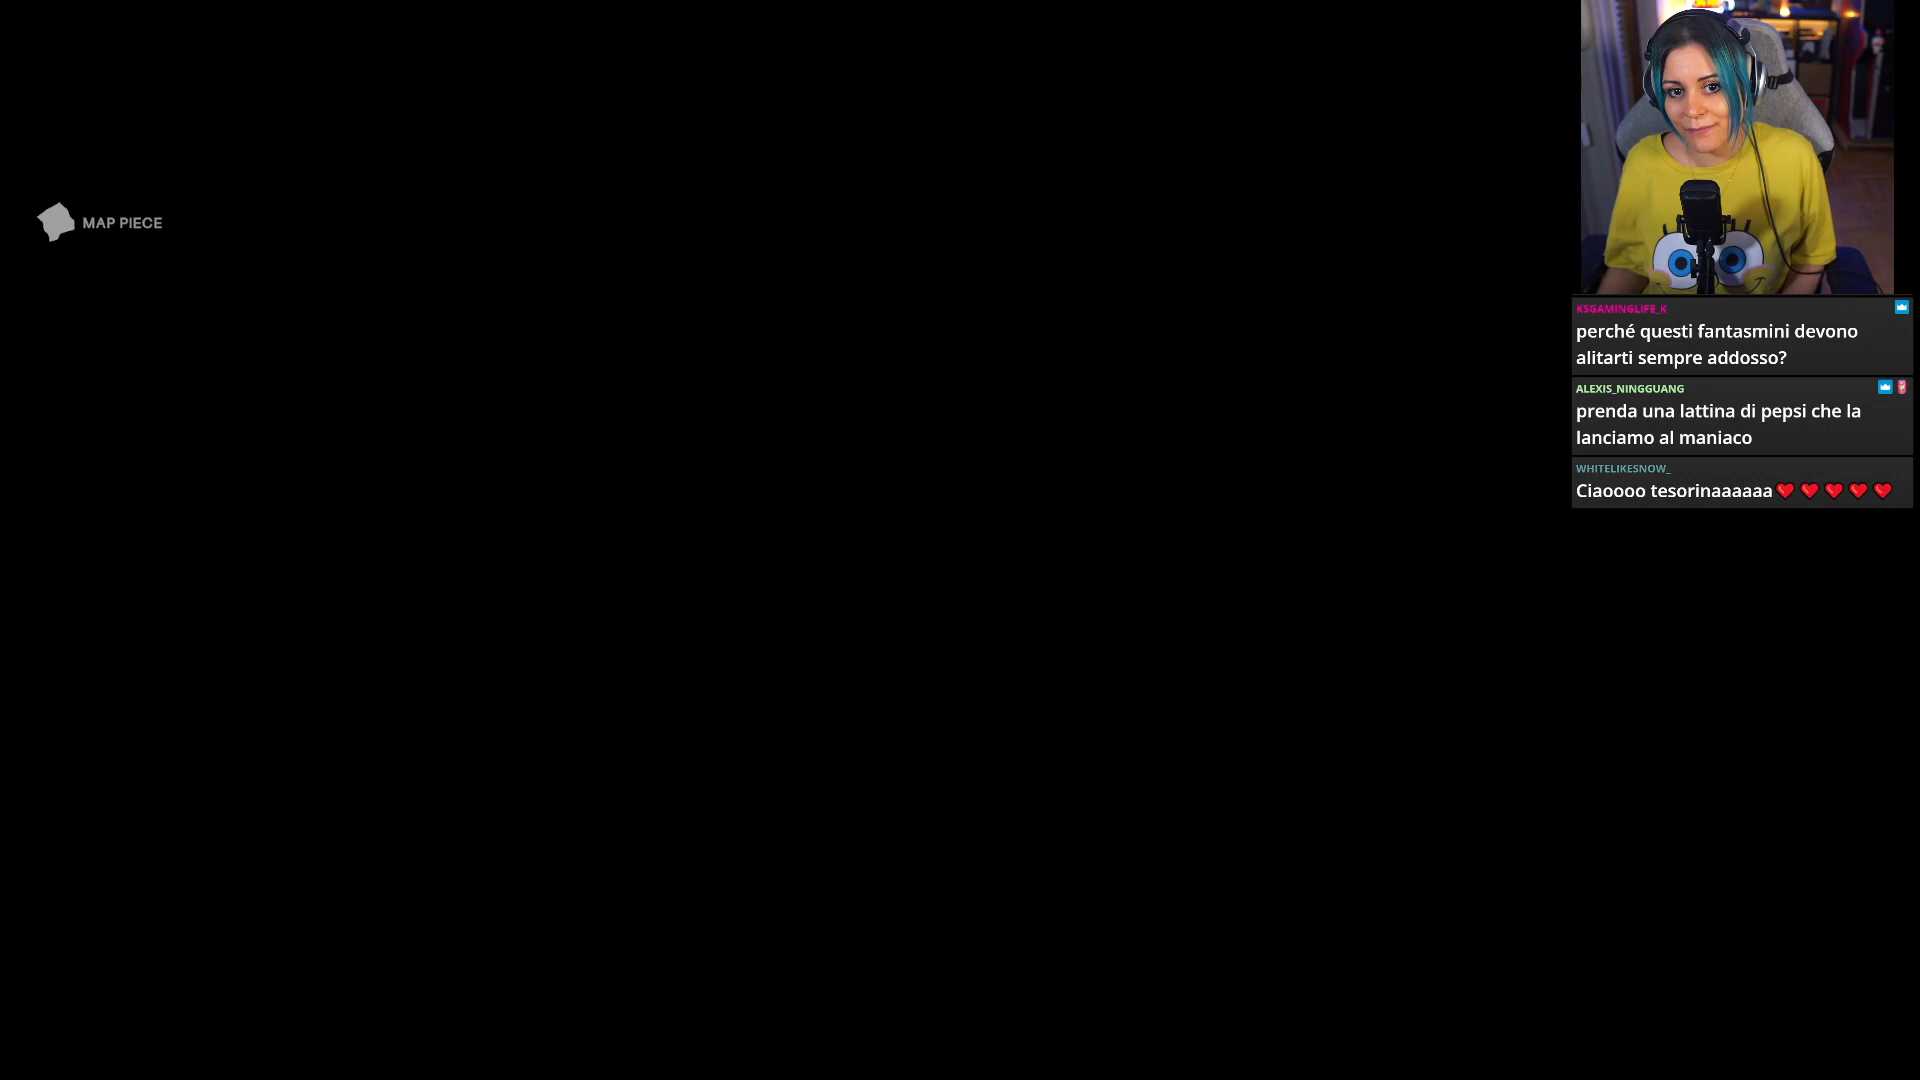 MAP PIECE
KSGAMINGLIFE_K
perché questi fantasmini devono
alitarti sempre addosso?
ALEXIS_NINGGUANG
prenda una lattina di pepsi che la
lanciamo al maniaco
WHITELIKESNOW_
Ciaoooo tesorinaaaaaa❤❤❤❤❤